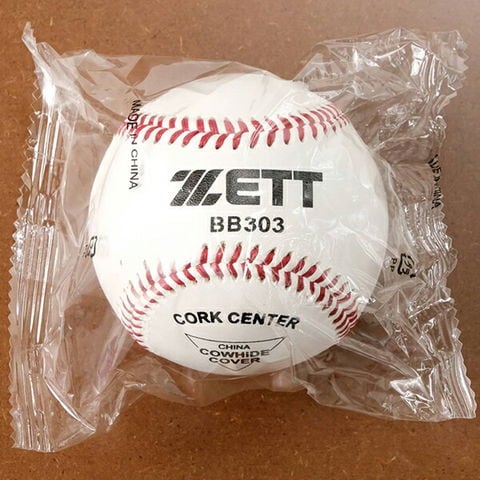 MADE IN CHINA
ZETT
BB303
CORK CENTER
CHINA
COWHIDE
COVER